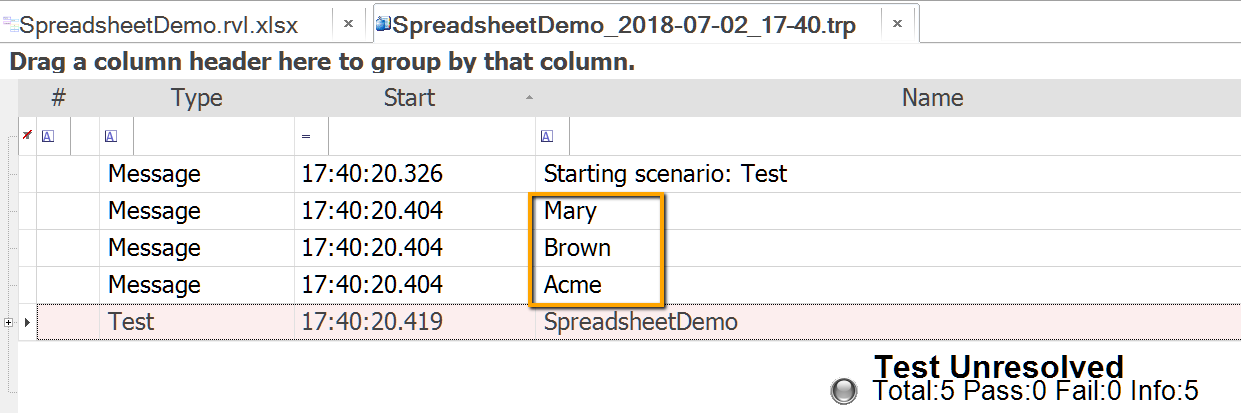 SpreadsheetDemo.rvl.xlsx × SpreadsheetDemo_2018-07-02_17-40.trp ×
Drag a column header here to group by that column.
# Type Start Name
A A = A
Message 17:40:20.326 Starting scenario: Test
Message 17:40:20.404 Mary
Message 17:40:20.404 Brown
Message 17:40:20.404 Acme
Test 17:40:20.419 SpreadsheetDemo
Test Unresolved
Total:5 Pass:0 Fail:0 Info:5